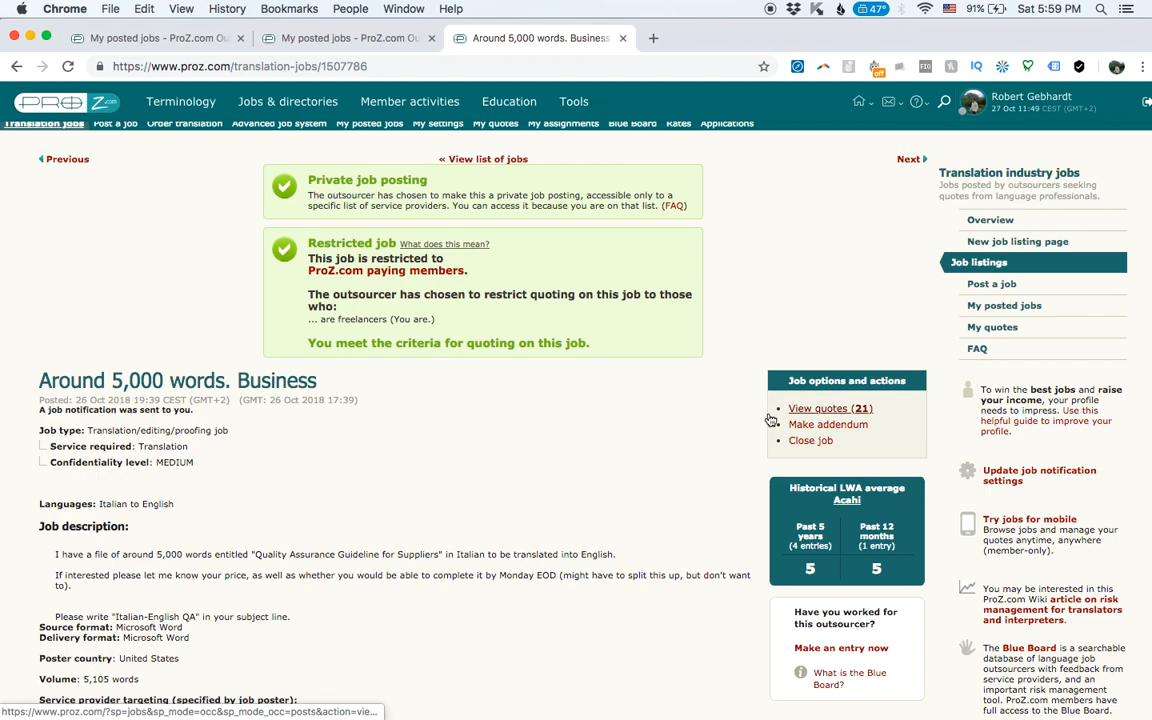 Chrome File Edit View History Bookmarks People Window Help 47° 91% Sat 5:59 PM
My posted jobs - ProZ.com Ou × My posted jobs - ProZ.com Ou × Around 5,000 words. Business ×
https://www.proz.com/translation-jobs/1507786
PROZ.com Terminology Jobs & directories Member activities Education Tools
Robert Gebhardt
27 Oct 11:49 CEST (GMT+2)
Translation jobs Post a job Order translation Advanced job system My posted jobs My settings My quotes My assignments Blue Board Rates Applications
Previous « View list of jobs Next
Private job posting
The outsourcer has chosen to make this a private job posting, accessible only to a
specific list of service providers. You can access it because you are on that list. (FAQ)
Restricted job What does this mean?
This job is restricted to
ProZ.com paying members.
The outsourcer has chosen to restrict quoting on this job to those
who:
... are freelancers (You are.)
You meet the criteria for quoting on this job.
Around 5,000 words. Business
Posted: 26 Oct 2018 19:39 CEST (GMT+2) (GMT: 26 Oct 2018 17:39)
A job notification was sent to you.
Job type: Translation/editing/proofing job
Service required: Translation
Confidentiality level: MEDIUM
Languages: Italian to English
Job description:
I have a file of around 5,000 words entitled "Quality Assurance Guideline for Suppliers" in Italian to be translated into English.
If interested please let me know your price, as well as whether you would be able to complete it by Monday EOD (might have to split this up, but don't want
to).
Please write "Italian-English QA" in your subject line.
Source format: Microsoft Word
Delivery format: Microsoft Word
Poster country: United States
Volume: 5,105 words
Service provider targeting (specified by job poster):
https://www.proz.com/?sp=jobs&sp_mode=occ&sp_mode_occ=posts&action=vie...
Job options and actions
View quotes (21)
Make addendum
Close job
Historical LWA average
Acahi
Past 5 years (4 entries)
Past 12 months (1 entry)
5 5
Have you worked for
this outsourcer?
Make an entry now
What is the Blue
Board?
Translation industry jobs
Jobs posted by outsourcers seeking
quotes from language professionals.
Overview
New job listing page
Job listings
Post a job
My posted jobs
My quotes
FAQ
To win the best jobs and raise
your income, your profile
needs to impress. Use this
helpful guide to improve your
profile.
Update job notification
settings
Try jobs for mobile
Browse jobs and manage your
quotes anytime, anywhere
(member-only).
You may be interested in this
ProZ.com Wiki article on risk
management for translators
and interpreters.
The Blue Board is a searchable
database of language job
outsourcers with feedback from
service providers, and an
important risk management
tool. ProZ.com members have
full access to the Blue Board.